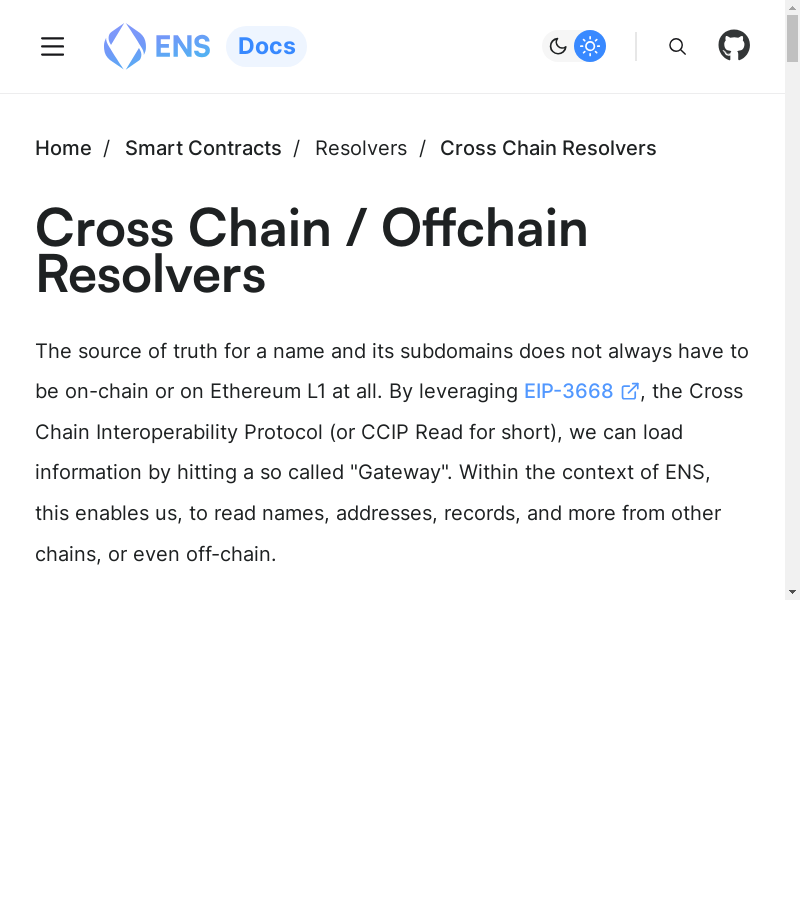 ENS Docs
Home / Smart Contracts / Resolvers / Cross Chain Resolvers
Cross Chain / Offchain
Resolvers
The source of truth for a name and its subdomains does not always have to
be on-chain or on Ethereum L1 at all. By leveraging EIP-3668, the Cross
Chain Interoperability Protocol (or CCIP Read for short), we can load
information by hitting a so called "Gateway". Within the context of ENS,
this enables us, to read names, addresses, records, and more from other
chains, or even off-chain.